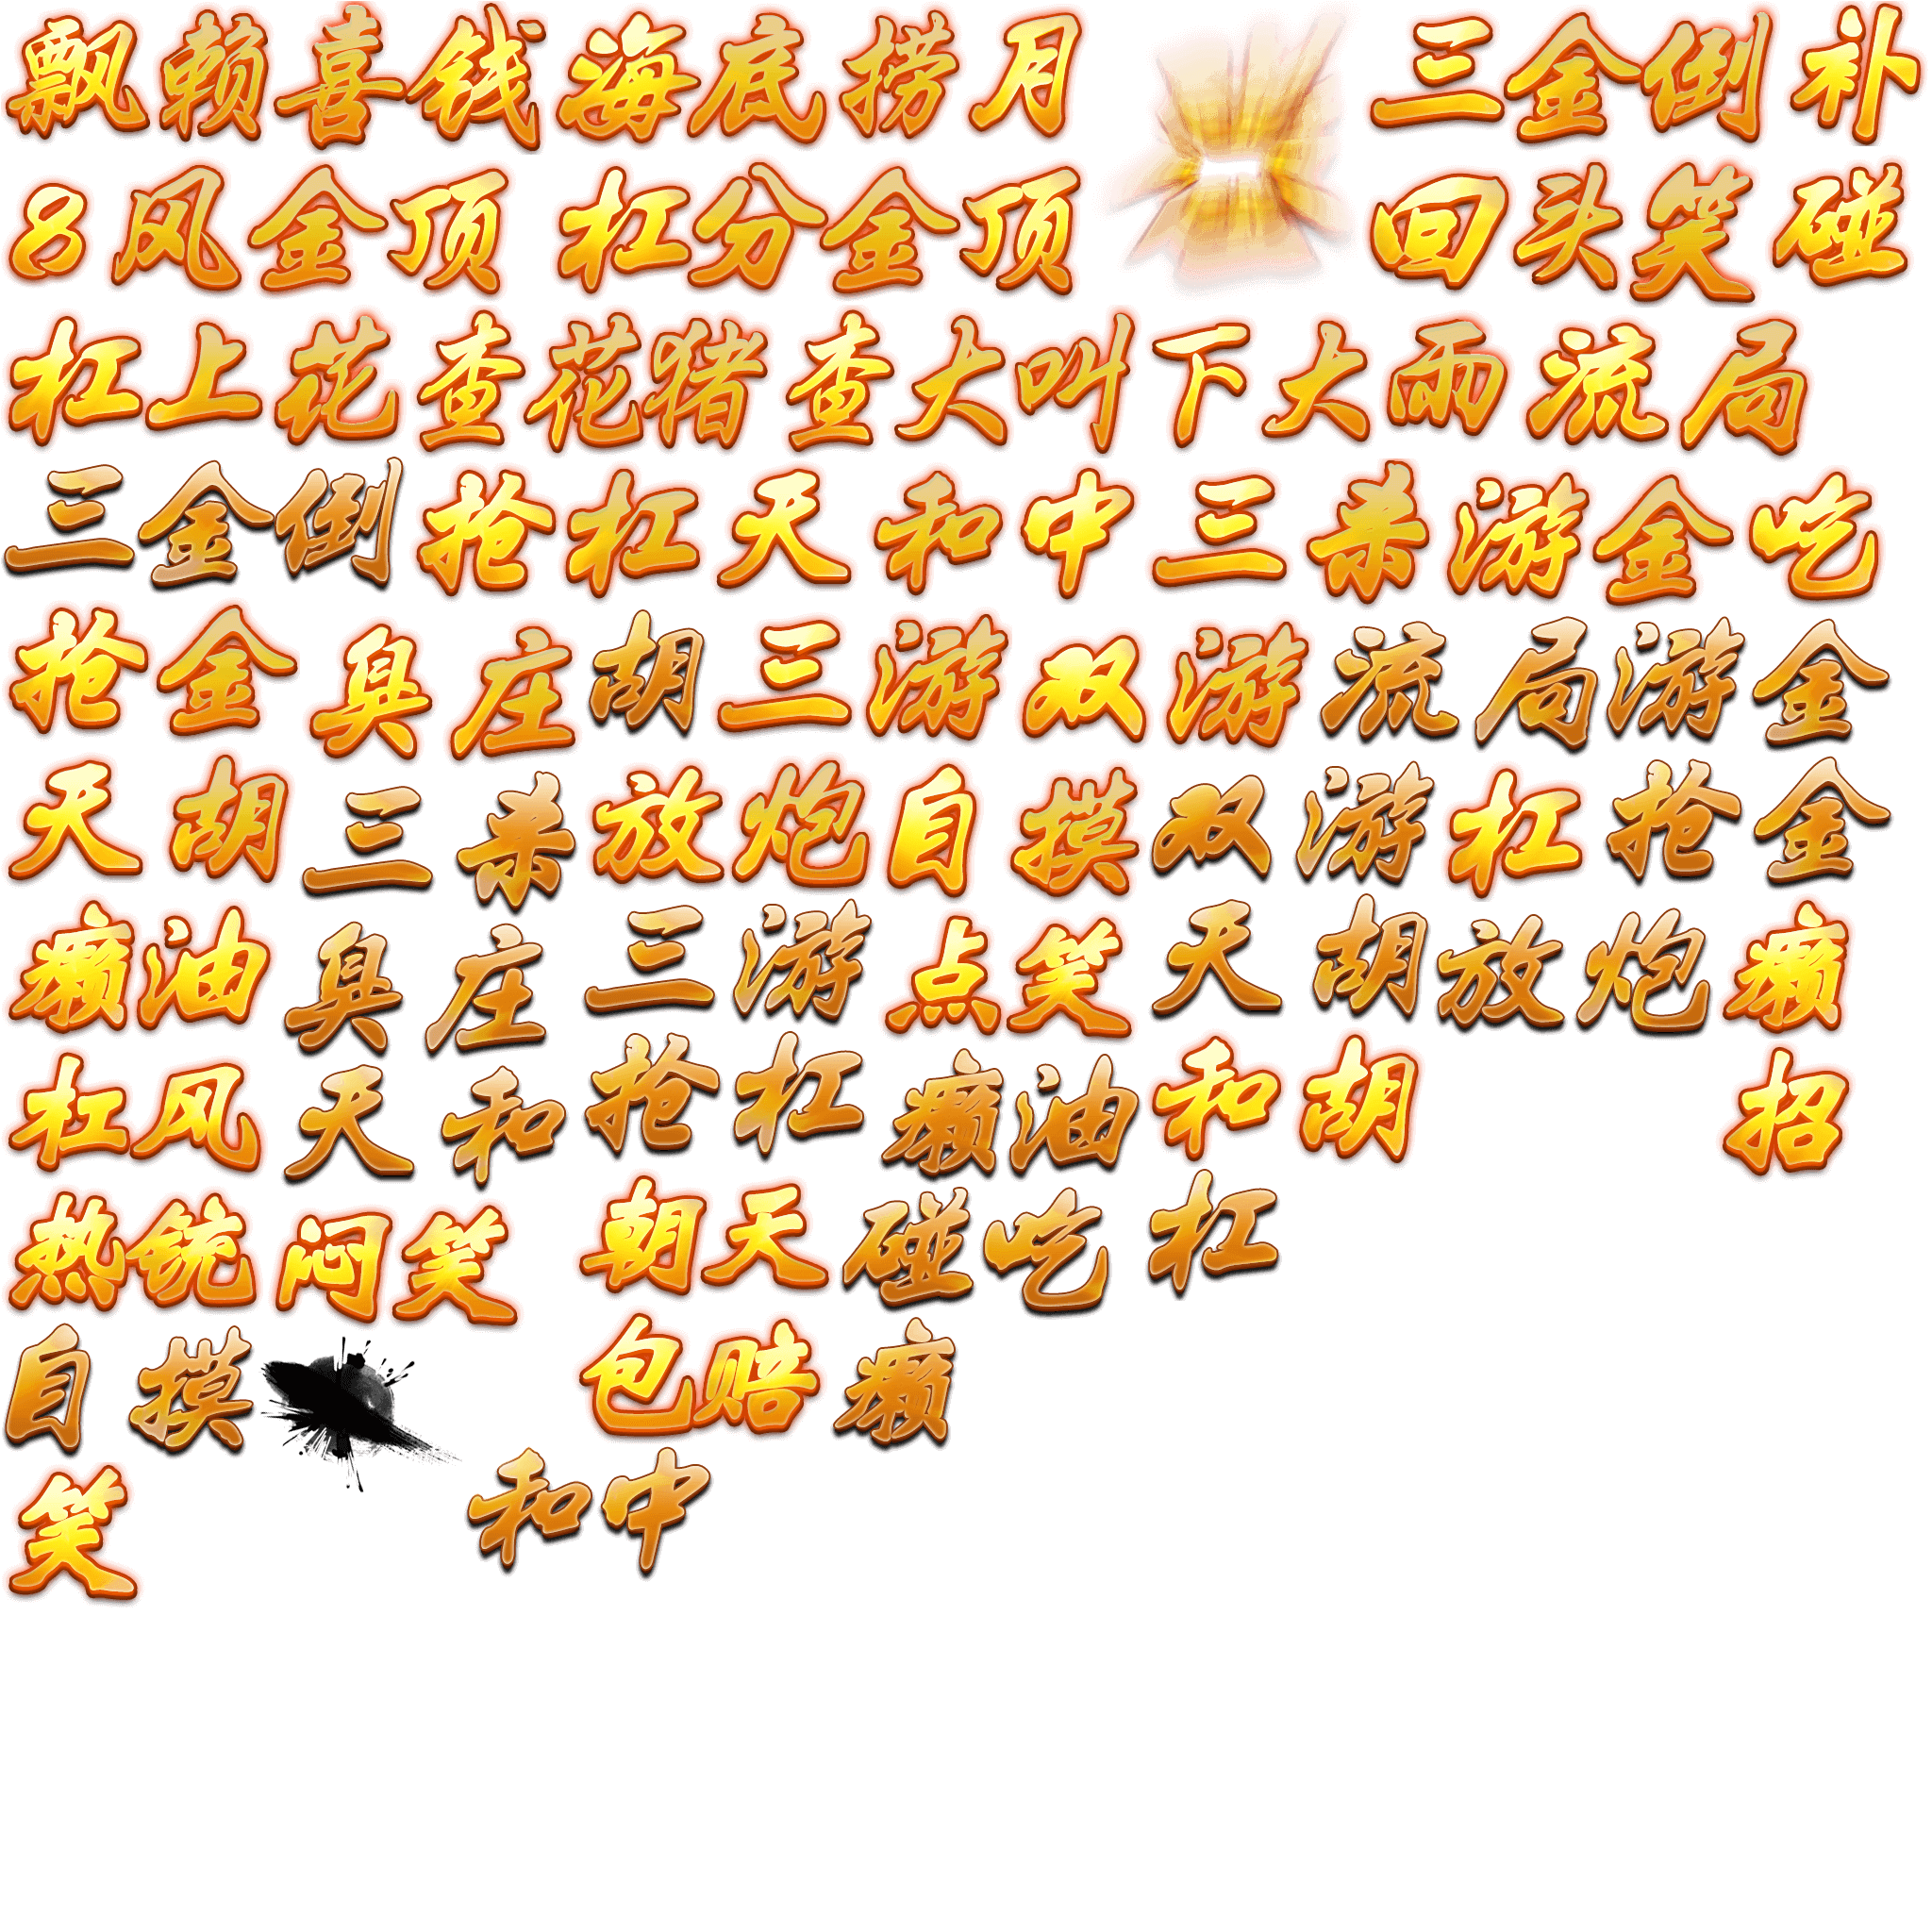 飘赖喜钱 海底捞月 三金倒 补
8风金顶 杠分金顶 回头笑 碰
杠上花 查花猪 查大叫 下大雨 流局
三金倒 抢杠 天和 中 三杀 游金 吃
抢金 臭庄 胡 三游 双游 流局 游金
天胡 三杀 放炮 自摸 双游 杠 抢金
癞油 臭庄 三游 点笑 天胡 放炮 癞
杠风 天和 抢杠 癞油 和 胡 招
热铳 闷笑 朝天 碰 吃 杠
自摸 包赔 癞
笑 和 中